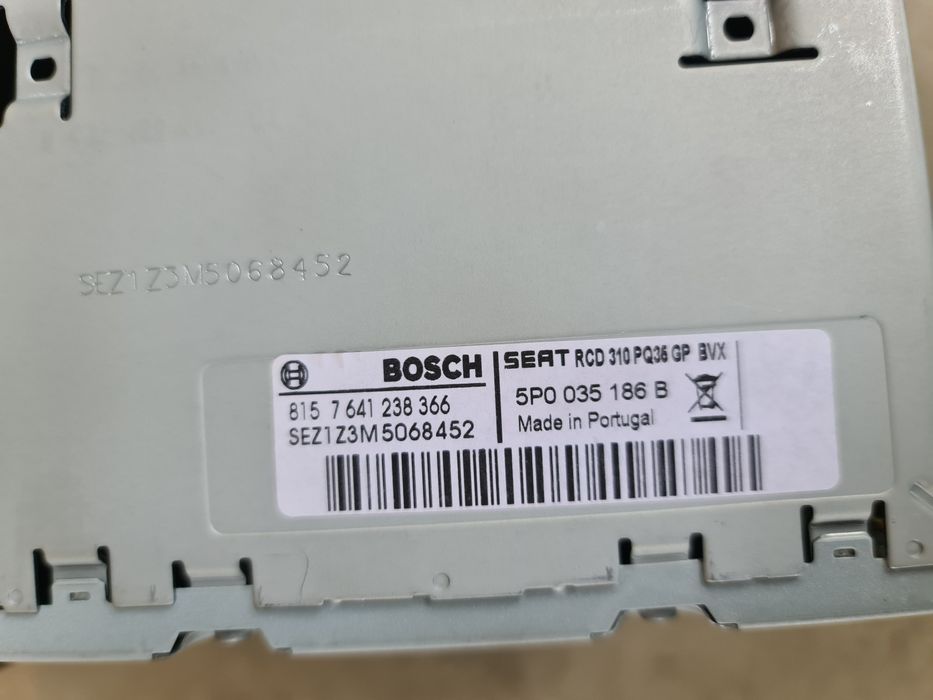 SEZ1Z3M5068452
BOSCH
815 7 641 238 366
SEZ1Z3M5068452
SEAT RCD 310 PQ36 GP BVX
5P0 035 186 B
Made in Portugal